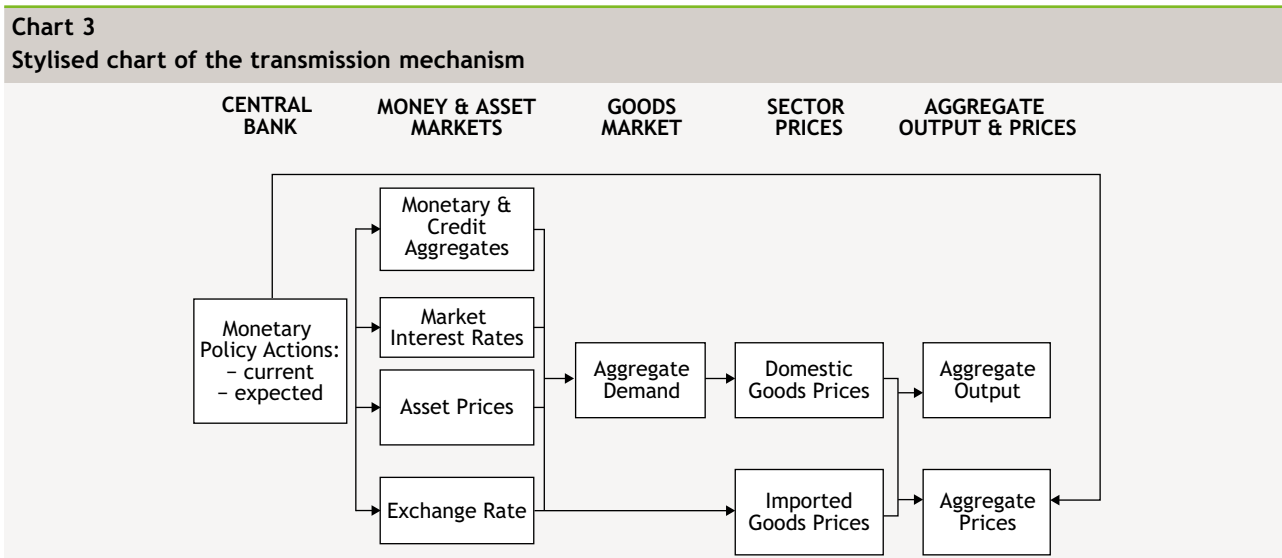 Chart 3
Stylised chart of the transmission mechanism
CENTRAL
BANK
MONEY & ASSET
MARKETS
GOODS
MARKET
SECTOR
PRICES
AGGREGATE
OUTPUT & PRICES
Monetary
Policy Actions:
– current
– expected
Monetary &
Credit
Aggregates
Market
Interest Rates
Asset Prices
Exchange Rate
Aggregate
Demand
Domestic
Goods Prices
Imported
Goods Prices
Aggregate
Output
Aggregate
Prices